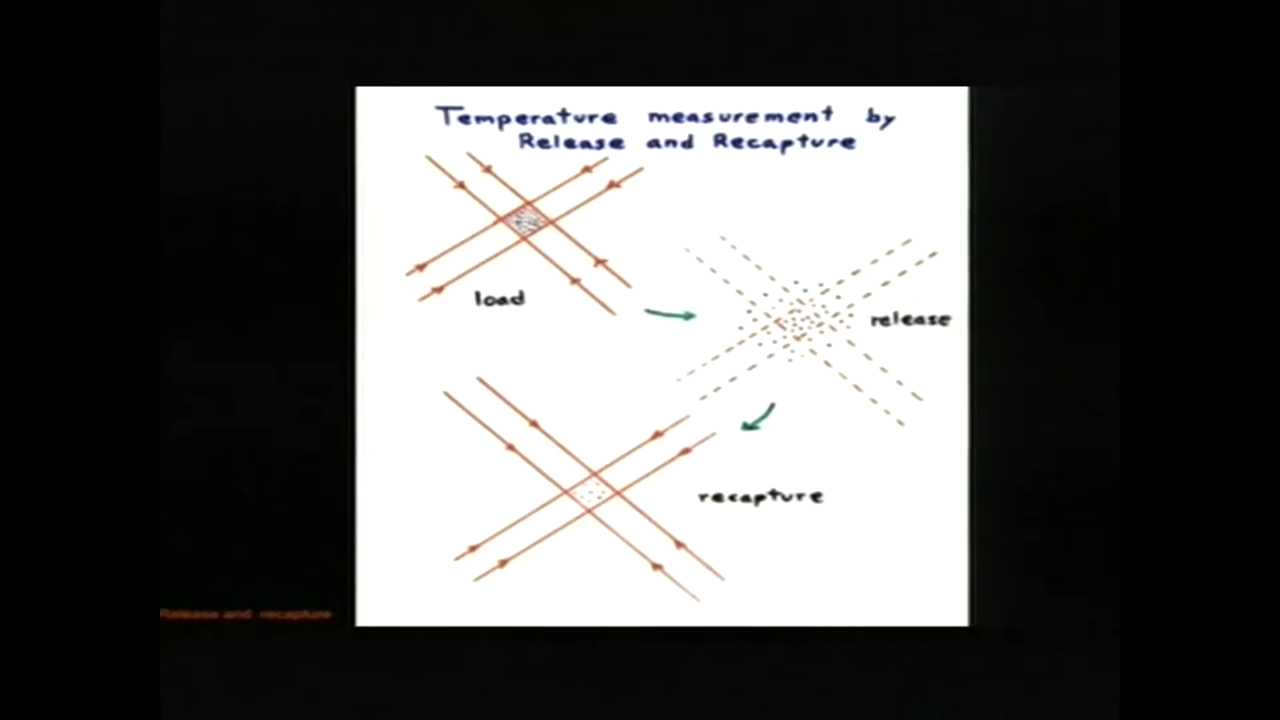 Temperature measurement by
Release and Recapture
load
release
recapture
Release and recapture